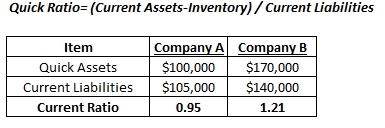 Quick Ratio= (Current Assets-Inventory) / Current Liabilities
Item Company A Company B
Quick Assets $100,000 $170,000
Current Liabilities $105,000 $140,000
Current Ratio 0.95 1.21